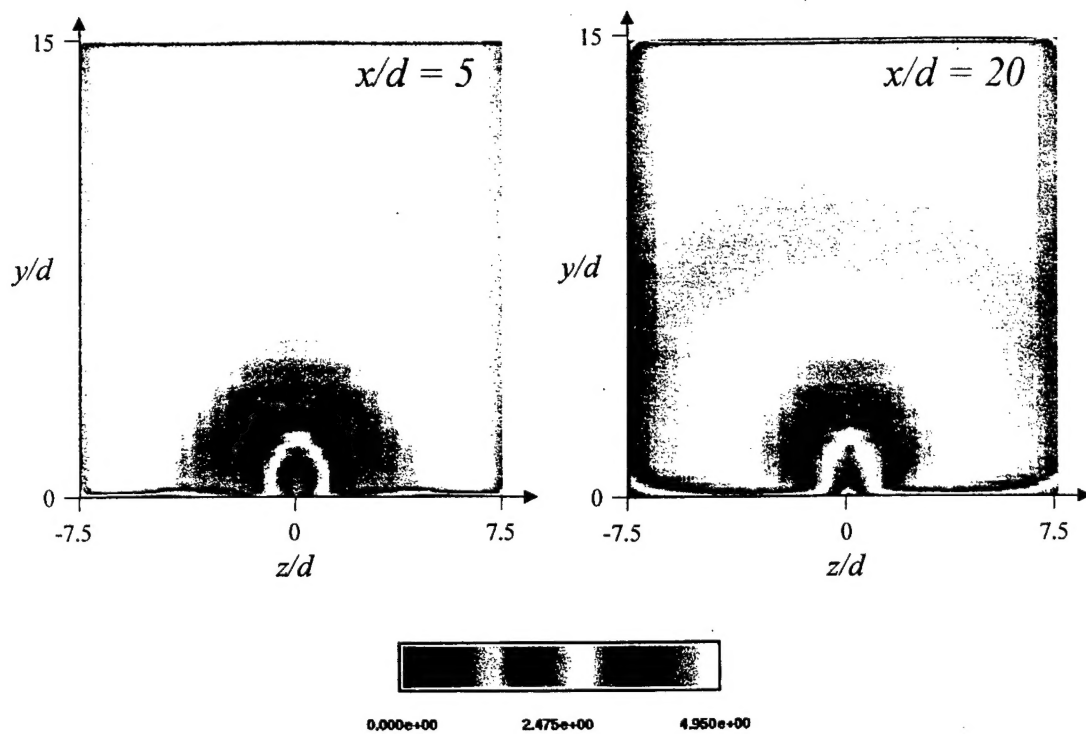 15
x/d = 5
y/d
0
-7.5
0
7.5
z/d
15
x/d = 20
y/d
0
-7.5
0
7.5
z/d
0.000e+00
2.475e+00
4.950e+00